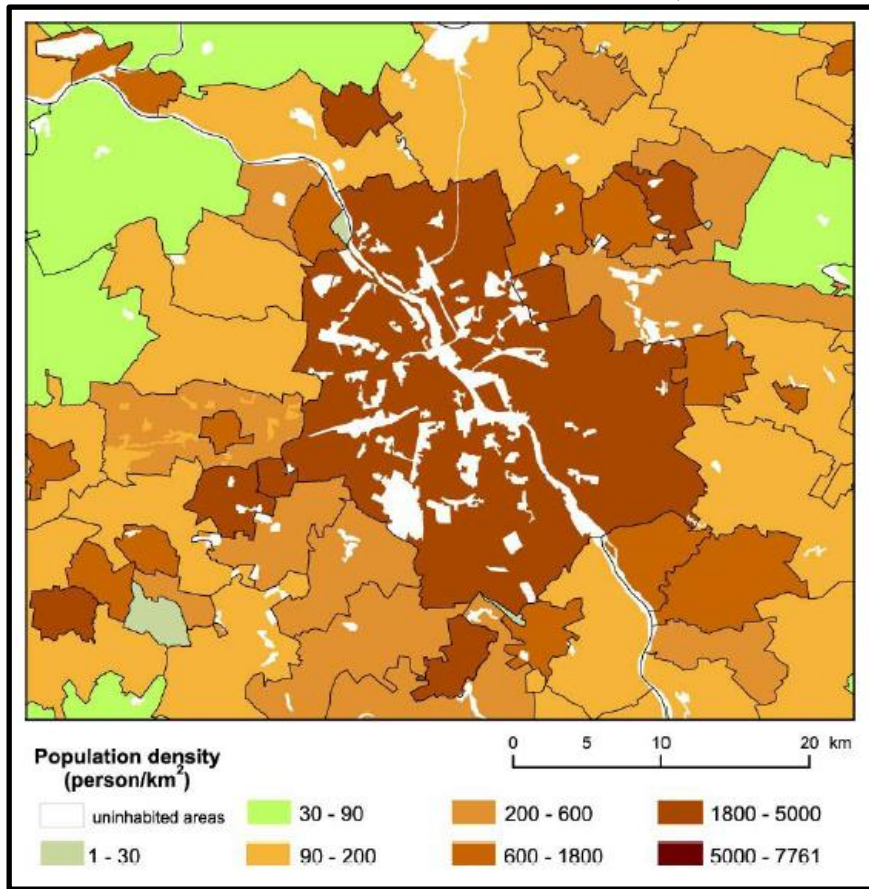 0 5 10 20 km
Population density
(person/km²)
uninhabited areas 30 - 90 200 - 600 1800 - 5000
1 - 30 90 - 200 600 - 1800 5000 - 7761